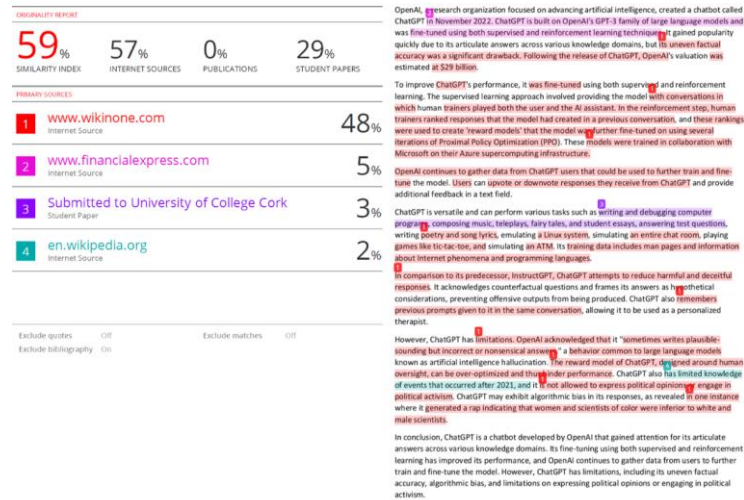 ORIGINALITY REPORT
59%
SIMILARITY INDEX
57%
INTERNET SOURCES
0%
PUBLICATIONS
29%
STUDENT PAPERS
PRIMARY SOURCES
1
www.wikinone.com
Internet Source
48%
2
www.financialexpress.com
Internet Source
5%
3
Submitted to University of College Cork
Student Paper
3%
4
en.wikipedia.org
Internet Source
2%
Exclude quotes Off
Exclude matches Off
Exclude bibliography On
OpenAI, research organization focused on advancing artificial intelligence, created a chatbot called
ChatGPT in November 2022. ChatGPT is built on OpenAI's GPT-3 family of large language models and
was fine-tuned using both supervised and reinforcement learning techniques. It gained popularity
quickly due to its articulate answers across various knowledge domains, but its uneven factual
accuracy was a significant drawback. Following the release of ChatGPT, OpenAI's valuation was
estimated at $29 billion.
To improve ChatGPT's performance, it was fine-tuned using both supervised and reinforcement
learning. The supervised approach involved providing the model with conversations in
which human trainers played both the user and the AI assistant. In the reinforcement step, human
trainers ranked responses that the model had created in a previous conversation, and these rankings
were used to create 'reward models' that the model was further fine-tuned on using several
iterations of Proximal Policy Optimization (PPO). These models were trained in collaboration with
Microsoft on their Azure supercomputing infrastructure.
OpenAI continues to gather data from ChatGPT users that could be used to further train and fine-
tune the model. Users can upvote or downvote responses they receive from ChatGPT and provide
additional feedback in a text field.
3
ChatGPT is versatile and can perform various tasks such as writing and debugging computer
programs, composing music, teleplays, fairy tales, and student essays, answering test questions,
writing poetry and song lyrics, emulating a Linux system, simulating an entire chat room, playing
games like tic-tac-toe, and simulating an ATM. Its training data includes man pages and information
about Internet phenomena and programming languages.
1
In comparison to its predecessor, InstructGPT, ChatGPT attempts to reduce harmful and deceitful
responses. It acknowledges counterfactual questions and frames its answers as hypothetical
considerations, preventing offensive outputs from being produced. ChatGPT also remembers
previous prompts given to it in the same conversation, allowing it to be used as a personalized
therapist.
1
However, ChatGPT has limitations. OpenAI acknowledged that it "sometimes writes plausible-
sounding but incorrect or nonsensical answers," a behavior common to large language models
known as artificial intelligence hallucination. The reward model of ChatGPT, designed around human
oversight, can be over-optimized and thus hinder performance. ChatGPT also has limited knowledge
of events that occurred after 2021, and it is not allowed to express political opinions or engage in
political activism. ChatGPT may exhibit algorithmic bias in its responses, as revealed in one instance
where it generated a rap indicating that women and scientists of color were inferior to white and
male scientists.
In conclusion, ChatGPT is a chatbot developed by OpenAI that gained attention for its articulate
answers across various knowledge domains. Its fine-tuning using both supervised and reinforcement
learning has improved its performance, and OpenAI continues to gather data from users to further
train and fine-tune the model. However, ChatGPT has limitations, including its uneven factual
accuracy, algorithmic bias, and limitations on expressing political opinions or engaging in political
activism.